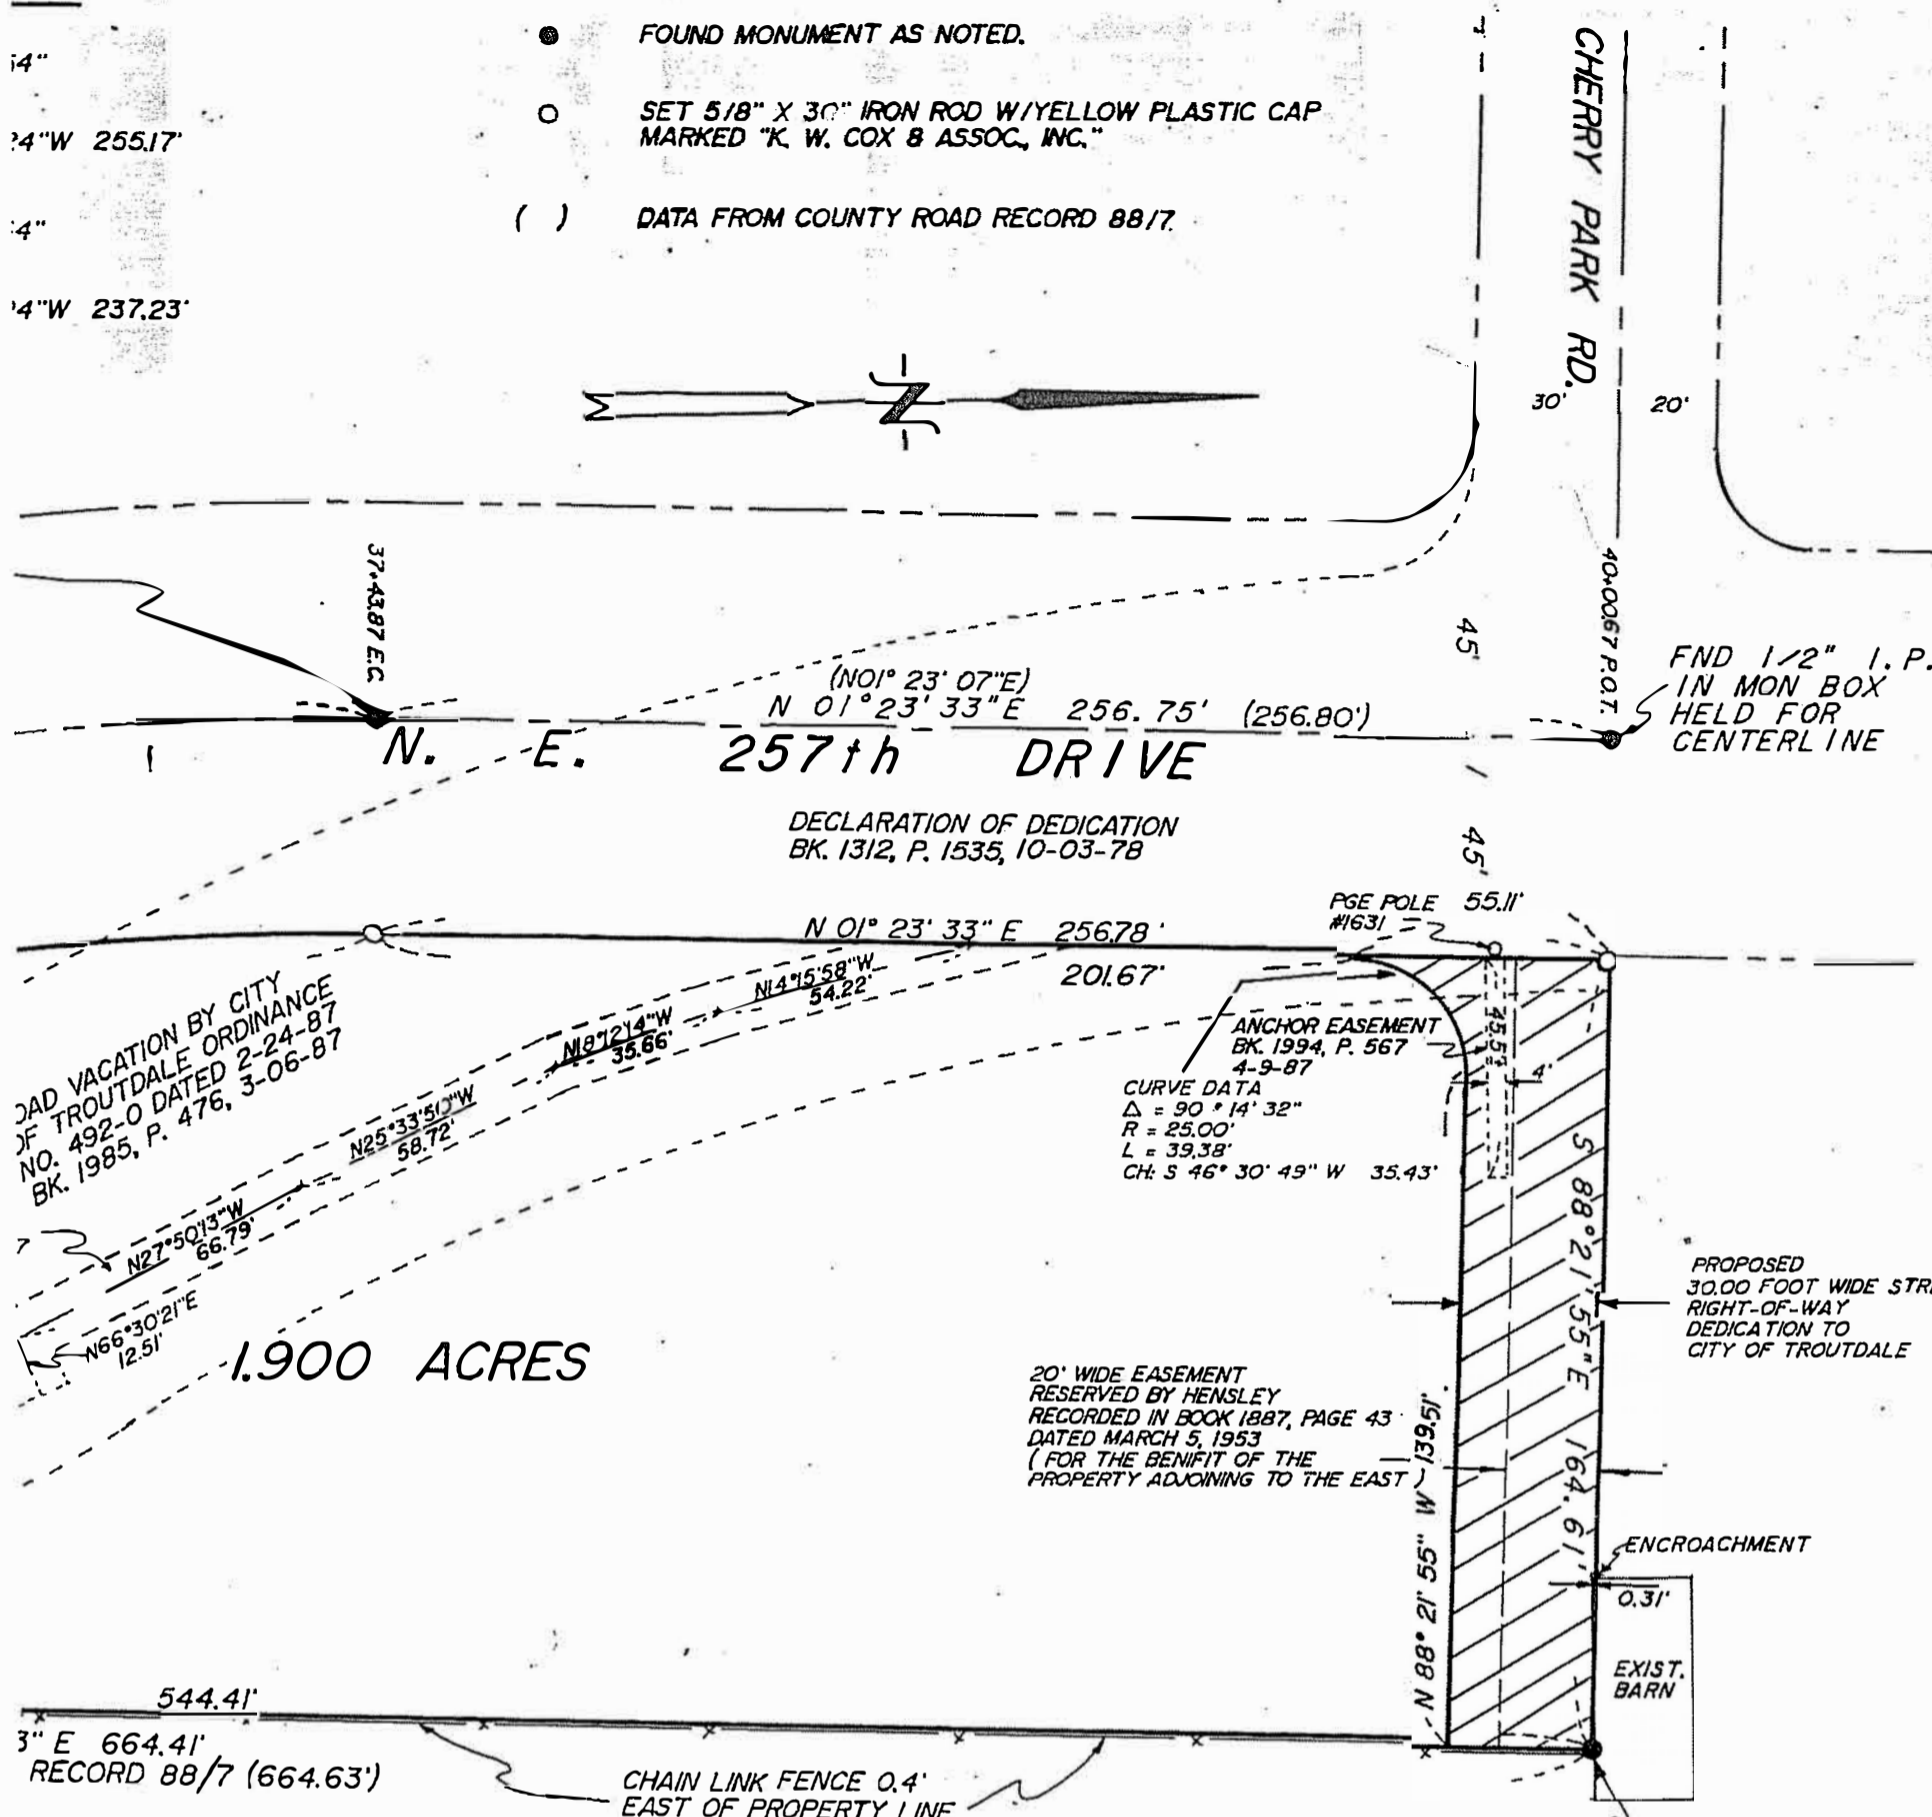 FOUND MONUMENT AS NOTED.
SET 5/8" X 30" IRON ROD W/YELLOW PLASTIC CAP
MARKED "K. W. COX & ASSOC., INC."
( ) DATA FROM COUNTY ROAD RECORD 88/7.
4"W 255.17'
4"
4"W 237.23'
N
CHERRY PARK RD.
30'
20'
37+43.87 E.C.
40+00.67 P.O.T.
45'
FND 1/2" I.P.
IN MON BOX
HELD FOR
CENTERLINE
(N01° 23' 07"E)
N 01° 23' 33"E 256.75' (256.80')
N. E. 257th DRIVE
DECLARATION OF DEDICATION
BK. 1312, P. 1535, 10-03-78
45'
PGE POLE
#1631
55.11'
N 01° 23' 33" E 256.78'
201.67'
OAD VACATION BY CITY
OF TROUTDALE ORDINANCE
NO. 492-O DATED 2-24-87
BK. 1985, P. 476, 3-06-87
N14°15'58"W
54.22'
N18°12'14"W
35.66'
N25°33'50"W
58.72'
N27°50'13"W
66.79'
N66°30'21"E
12.51'
7
ANCHOR EASEMENT
BK. 1994, P. 567
4-9-87
4'
CURVE DATA
Δ = 90° 14' 32"
R = 25.00'
L = 39.38'
CH: S 46° 30' 49" W 35.43'
S 88°21'55"E 164.61'
PROPOSED
30.00 FOOT WIDE STRE
RIGHT-OF-WAY
DEDICATION TO
CITY OF TROUTDALE
1.900 ACRES
20' WIDE EASEMENT
RESERVED BY HENSLEY
RECORDED IN BOOK 1887, PAGE 43
DATED MARCH 5, 1953
(FOR THE BENIFIT OF THE
PROPERTY ADJOINING TO THE EAST)
N 88° 21' 55" W 139.51'
ENCROACHMENT
0.31'
EXIST.
BARN
544.41'
3" E 664.41'
RECORD 88/7 (664.63')
CHAIN LINK FENCE 0.4'
EAST OF PROPERTY LINE